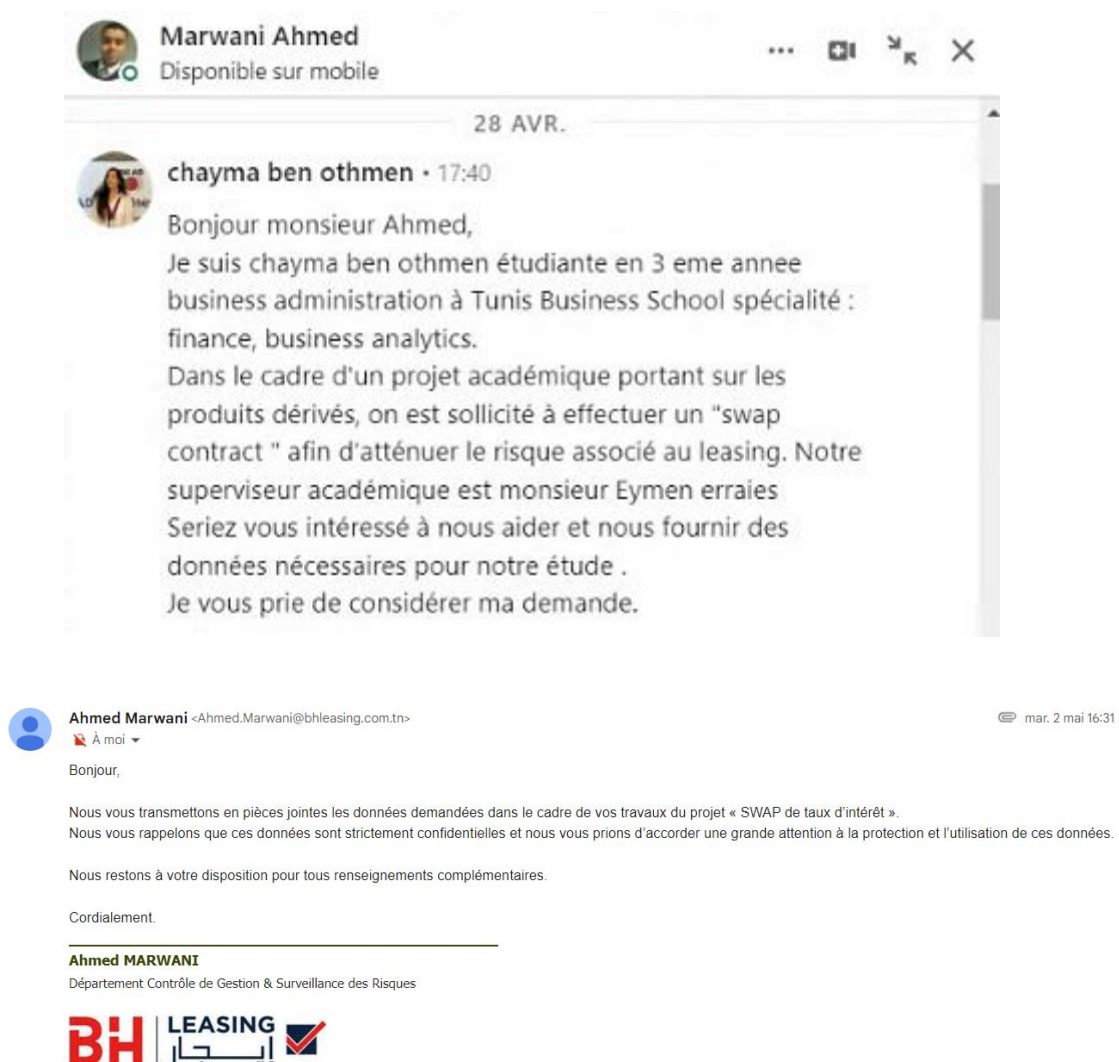 Marwani Ahmed
Disponible sur mobile
28 AVR.
chayma ben othmen • 17:40
Bonjour monsieur Ahmed,
Je suis chayma ben othmen étudiante en 3 eme annee
business administration à Tunis Business School spécialité :
finance, business analytics.
Dans le cadre d'un projet académique portant sur les
produits dérivés, on est sollicité à effectuer un "swap
contract " afin d'atténuer le risque associé au leasing. Notre
superviseur académique est monsieur Eymen erraies
Seriez vous intéressé à nous aider et nous fournir des
données nécessaires pour notre étude .
Je vous prie de considérer ma demande.
Ahmed Marwani <Ahmed.Marwani@bhleasing.com.tn>
mar. 2 mai 16:31
À moi
Bonjour,
Nous vous transmettons en pièces jointes les données demandées dans le cadre de vos travaux du projet « SWAP de taux d'intérêt ».
Nous vous rappelons que ces données sont strictement confidentielles et nous vous prions d'accorder une grande attention à la protection et l'utilisation de ces données.
Nous restons à votre disposition pour tous renseignements complémentaires.
Cordialement.
Ahmed MARWANI
Département Contrôle de Gestion & Surveillance des Risques
BH LEASING